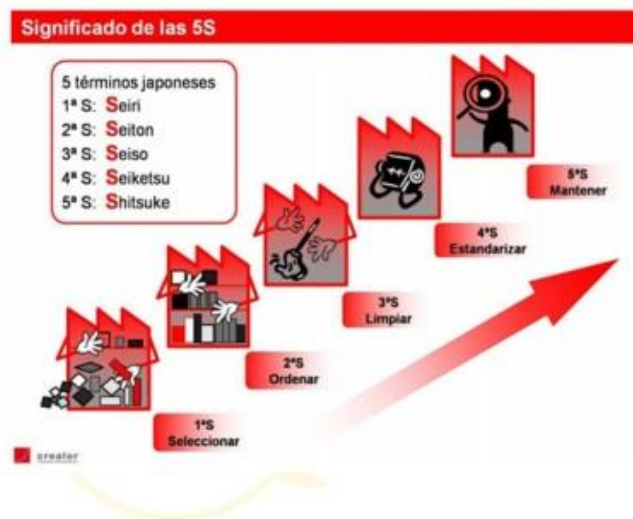 Significado de las 5S
5 términos japoneses
1ª S: Seiri
2ª S: Seiton
3ª S: Seiso
4ª S: Seiketsu
5ª S: Shitsuke
5ªS
Mantener
4ªS
Estandarizar
3ªS
Limpiar
2ªS
Ordenar
1ªS
Seleccionar
creator